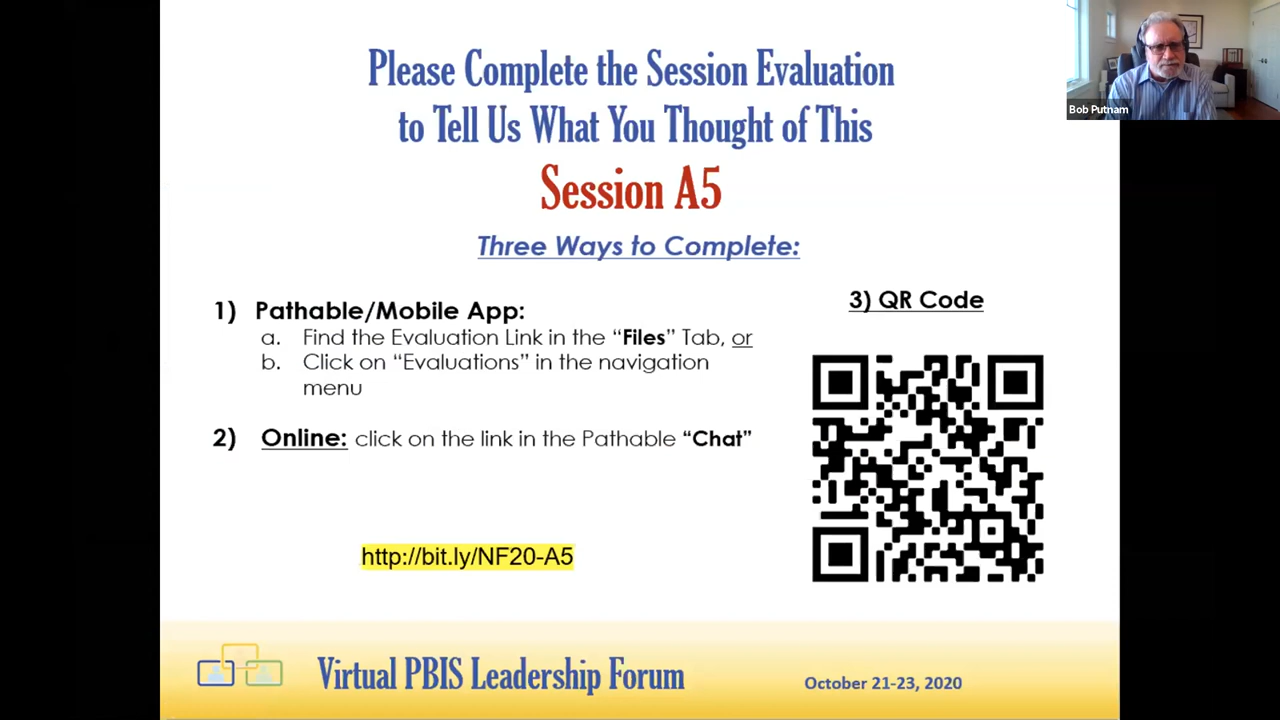 Please Complete the Session Evaluation
to Tell Us What You Thought of This
Session A5
Three Ways to Complete:
1) Pathable/Mobile App:
a. Find the Evaluation Link in the “Files” Tab, or
b. Click on “Evaluations” in the navigation
menu
2) Online: click on the link in the Pathable “Chat”
http://bit.ly/NF20-A5
3) QR Code
Bob Putnam
Virtual PBIS Leadership Forum
October 21-23, 2020